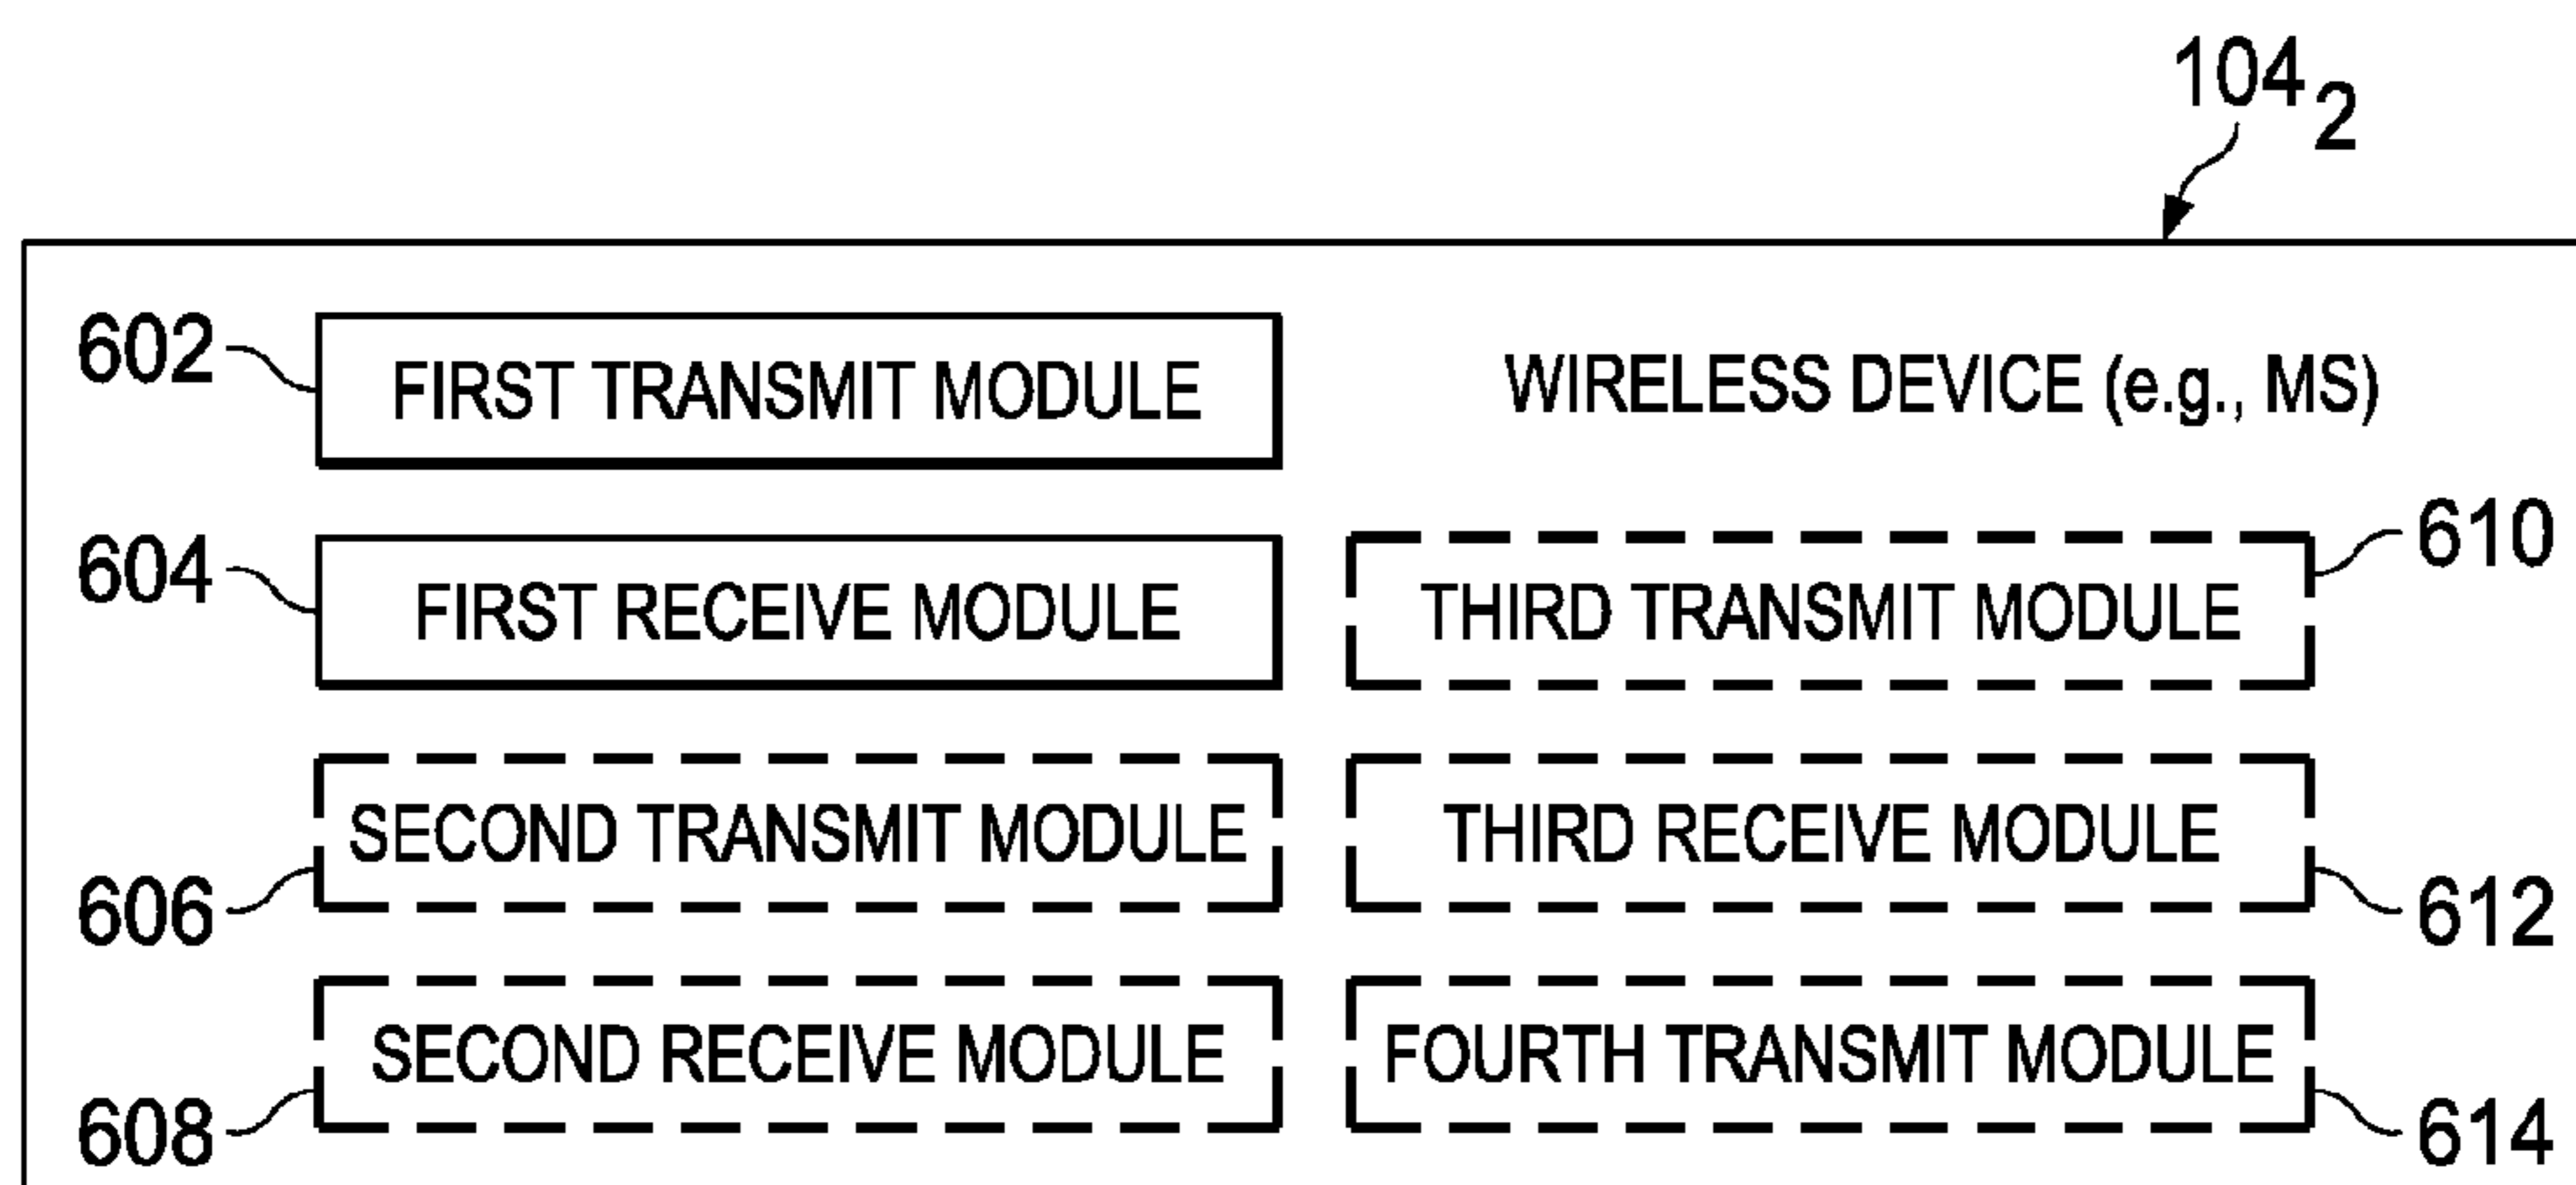 104₂
602 FIRST TRANSMIT MODULE WIRELESS DEVICE (e.g., MS)
604 FIRST RECEIVE MODULE THIRD TRANSMIT MODULE 610
606 SECOND TRANSMIT MODULE THIRD RECEIVE MODULE 612
608 SECOND RECEIVE MODULE FOURTH TRANSMIT MODULE 614